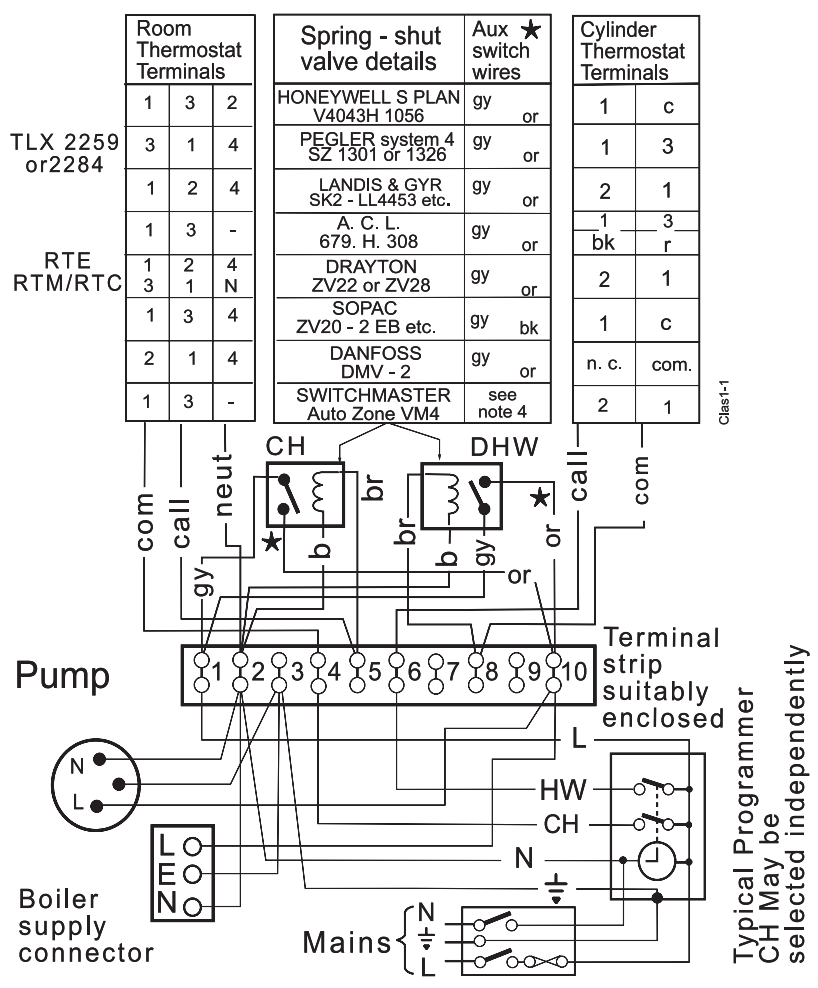 Room
Thermostat
Terminals
Spring - shut
valve details
Aux ★
switch
wires
Cylinder
Thermostat
Terminals
1 3 2
HONEYWELL S PLAN
V4043H 1056
gy or
1 c
TLX 2259
or2284
3 1 4
PEGLER system 4
SZ 1301 or 1326
gy or
1 3
1 2 4
LANDIS & GYR
SK2 - LL4453 etc.
gy or
2 1
1 3 -
A. C. L.
679. H. 308
gy or
1 3
bk r
RTE
RTM/RTC
1 2 4
3 1 N
DRAYTON
ZV22 or ZV28
gy or
2 1
1 3 4
SOPAC
ZV20 - 2 EB etc.
gy bk
1 c
2 1 4
DANFOSS
DMV - 2
gy or
n. c. com.
1 3 -
SWITCHMASTER
Auto Zone VM4
see
note 4
2 1
Clas1-1
CH
DHW
com
call
neut
gy
★
b
br
br
b
gy
★
or
or
call
com
1 2 3 4 5 6 7 8 9 10
Terminal
strip
suitably
enclosed
Pump
N
L
L
HW
CH
N
L
E
N
Boiler
supply
connector
Mains
N
L
Typical Programmer
CH May be
selected independently